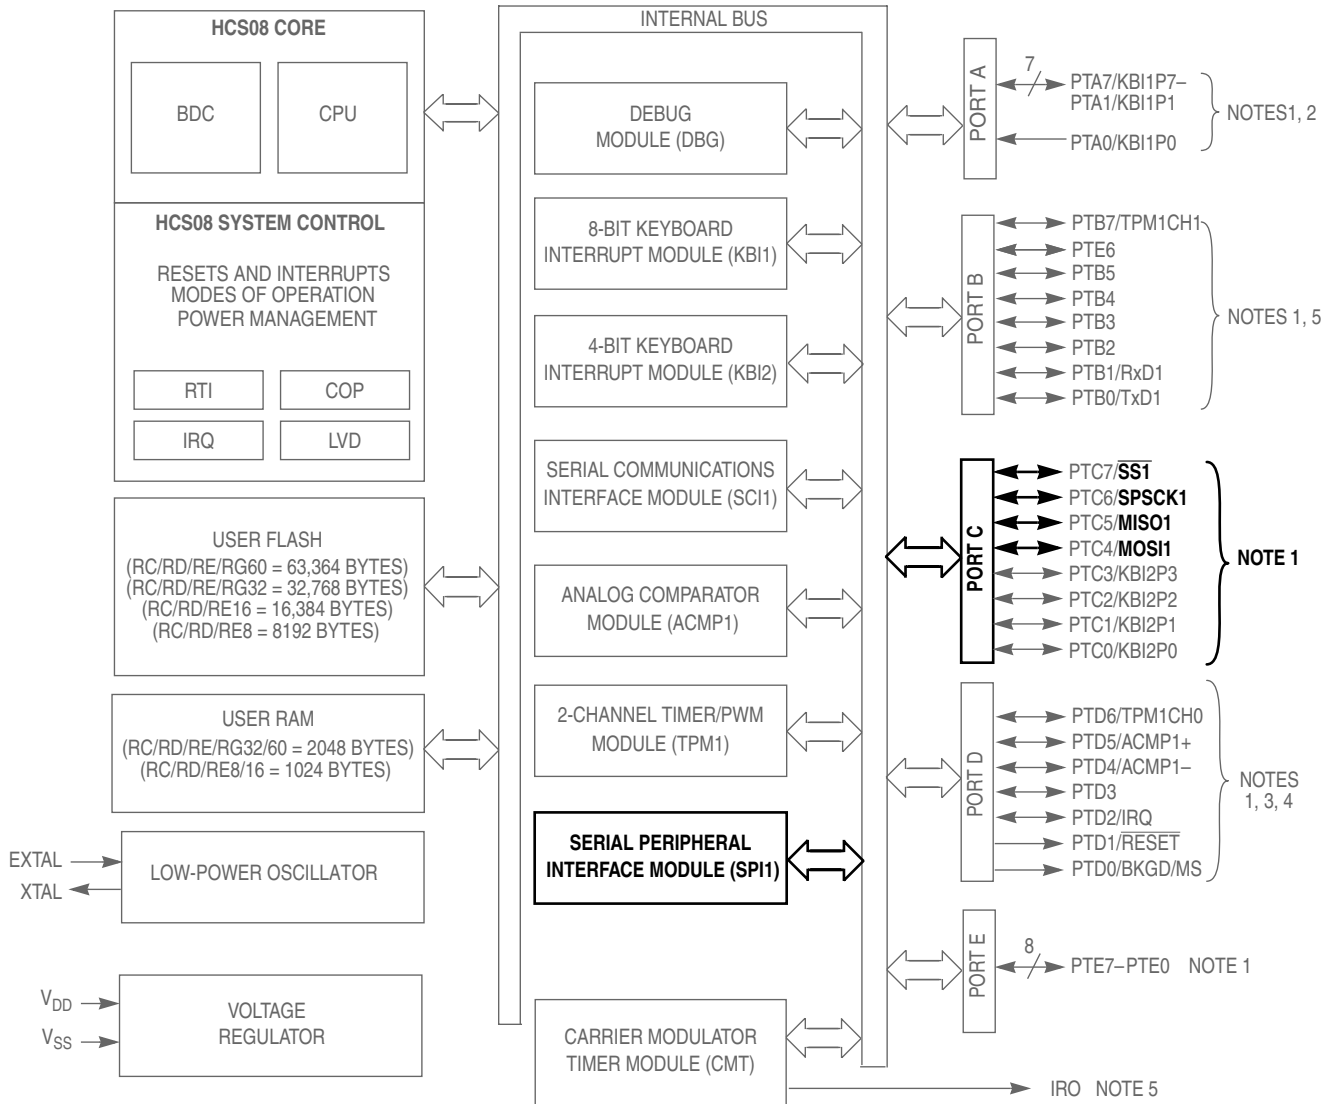 HCS08 CORE
BDC
CPU
HCS08 SYSTEM CONTROL
RESETS AND INTERRUPTS
MODES OF OPERATION
POWER MANAGEMENT
RTI
COP
IRQ
LVD
USER FLASH
(RC/RD/RE/RG60 = 63,364 BYTES)
(RC/RD/RE/RG32 = 32,768 BYTES)
(RC/RD/RE16 = 16,384 BYTES)
(RC/RD/RE8 = 8192 BYTES)
USER RAM
(RC/RD/RE/RG32/60 = 2048 BYTES)
(RC/RD/RE8/16 = 1024 BYTES)
EXTAL
XTAL
LOW-POWER OSCILLATOR
VDD
VSS
VOLTAGE
REGULATOR
INTERNAL BUS
DEBUG
MODULE (DBG)
8-BIT KEYBOARD
INTERRUPT MODULE (KBI1)
4-BIT KEYBOARD
INTERRUPT MODULE (KBI2)
SERIAL COMMUNICATIONS
INTERFACE MODULE (SCI1)
ANALOG COMPARATOR
MODULE (ACMP1)
2-CHANNEL TIMER/PWM
MODULE (TPM1)
SERIAL PERIPHERAL
INTERFACE MODULE (SPI1)
CARRIER MODULATOR
TIMER MODULE (CMT)
PORT A
7
PTA7/KBI1P7–
PTA1/KBI1P1
PTA0/KBI1P0
NOTES1, 2
PORT B
PTB7/TPM1CH1
PTE6
PTB5
PTB4
PTB3
PTB2
PTB1/RxD1
PTB0/TxD1
NOTES 1, 5
PORT C
PTC7/SS1
PTC6/SPSCK1
PTC5/MISO1
PTC4/MOSI1
PTC3/KBI2P3
PTC2/KBI2P2
PTC1/KBI2P1
PTC0/KBI2P0
NOTE 1
PORT D
PTD6/TPM1CH0
PTD5/ACMP1+
PTD4/ACMP1–
PTD3
PTD2/IRQ
PTD1/RESET
PTD0/BKGD/MS
NOTES
1, 3, 4
PORT E
8
PTE7–PTE0 NOTE 1
IRO NOTE 5